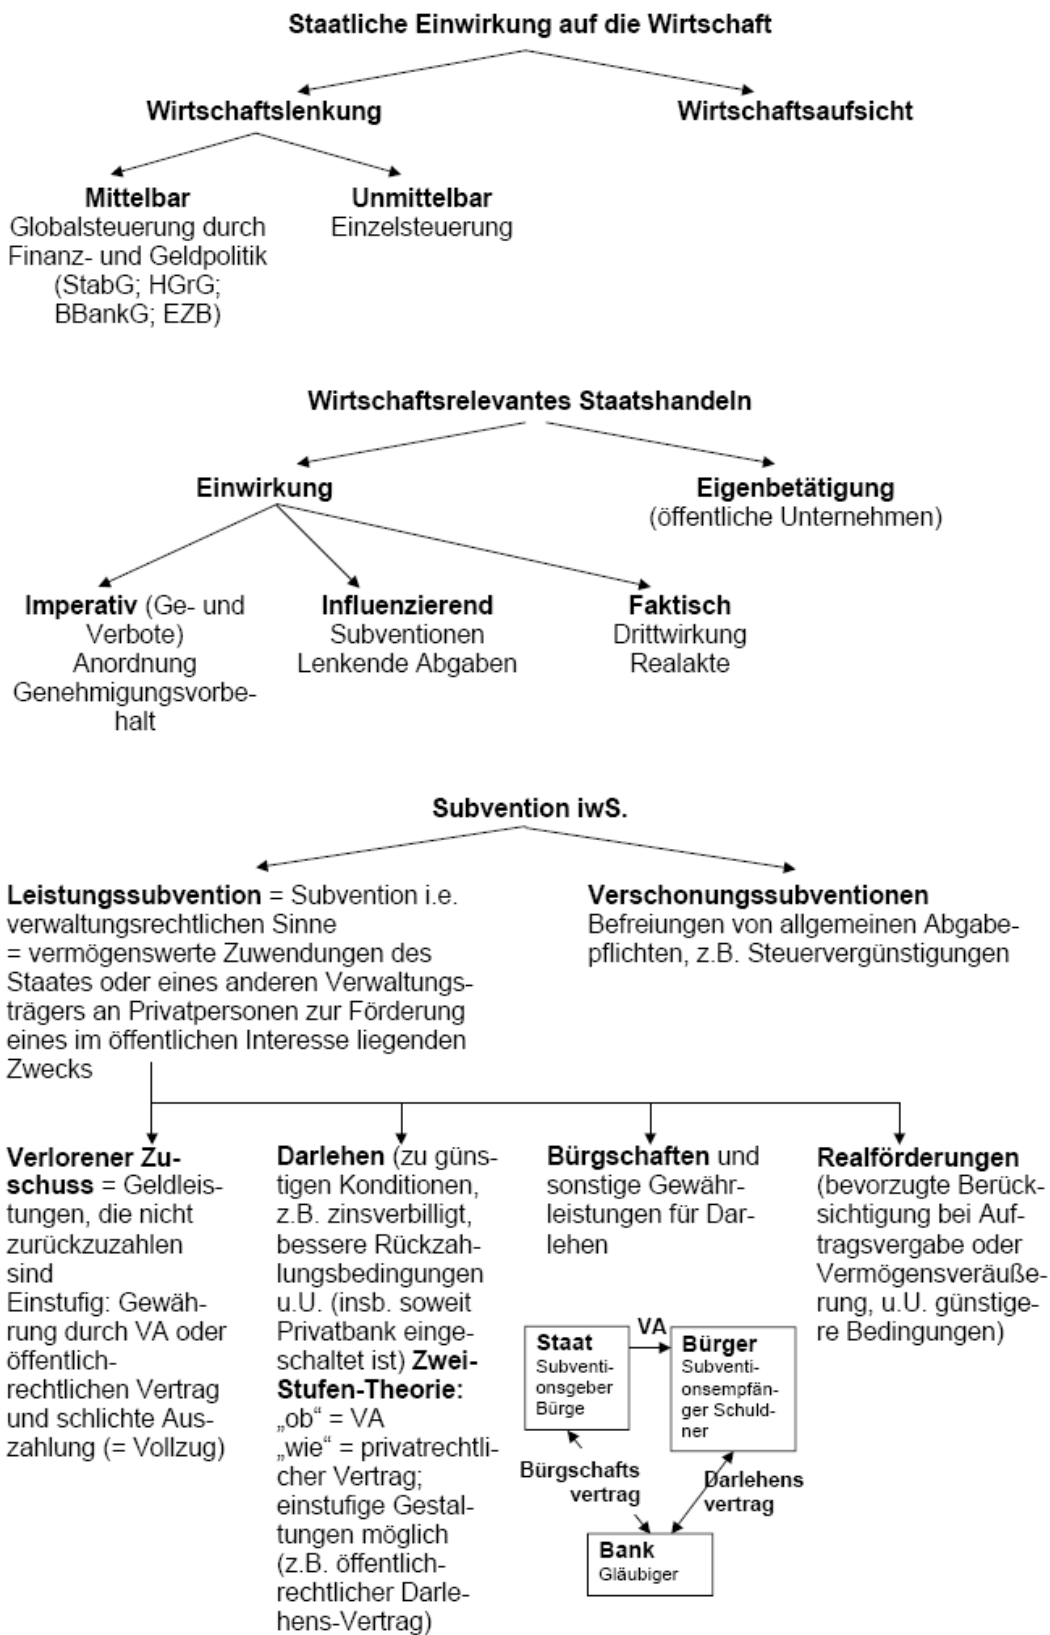 Staatliche Einwirkung auf die Wirtschaft
Wirtschaftslenkung
Wirtschaftsaufsicht
Mittelbar
Globalsteuerung durch
Finanz- und Geldpolitik
(StabG; HGrG;
BBankG; EZB)
Unmittelbar
Einzelsteuerung
Wirtschaftsrelevantes Staatshandeln
Einwirkung
Eigenbetätigung
(öffentliche Unternehmen)
Imperativ (Ge- und
Verbote)
Anordnung
Genehmigungsvorbe-
halt
Influenzierend
Subventionen
Lenkende Abgaben
Faktisch
Drittwirkung
Realakte
Subvention iwS.
Leistungssubvention = Subvention i.e.
verwaltungsrechtlichen Sinne
= vermögenswerte Zuwendungen des
Staates oder eines anderen Verwaltungs-
trägers an Privatpersonen zur Förderung
eines im öffentlichen Interesse liegenden
Zwecks
Verschonungssubventionen
Befreiungen von allgemeinen Abgabe-
pflichten, z.B. Steuervergünstigungen
Verlorener Zu-
schuss = Geldleis-
tungen, die nicht
zurückzuzahlen
sind
Einstufig: Gewäh-
rung durch VA oder
öffentlich-
rechtlichen Vertrag
und schlichte Aus-
zahlung (= Vollzug)
Darlehen (zu güns-
tigen Konditionen,
z.B. zinsverbilligt,
bessere Rückzah-
lungsbedingungen
u.U. (insb. soweit
Privatbank einge-
schaltet ist) Zwei-
Stufen-Theorie:
„ob“ = VA
„wie“ = privatrechtli-
cher Vertrag;
einstufige Gestal-
tungen möglich
(z.B. öffentlich-
rechtlicher Darle-
hens-Vertrag)
Bürgschaften und
sonstige Gewähr-
leistungen für Dar-
lehen
Staat
Subventi-
onsgeber
Bürge
VA
Bürger
Subventi-
onsempfän-
ger Schuld-
ner
Bürgschafts
vertrag
Darlehens
vertrag
Bank
Gläubiger
Realförderungen
(bevorzugte Berück-
sichtigung bei Auf-
tragsvergabe oder
Vermögensveräuße-
rung, u.U. günstige-
re Bedingungen)